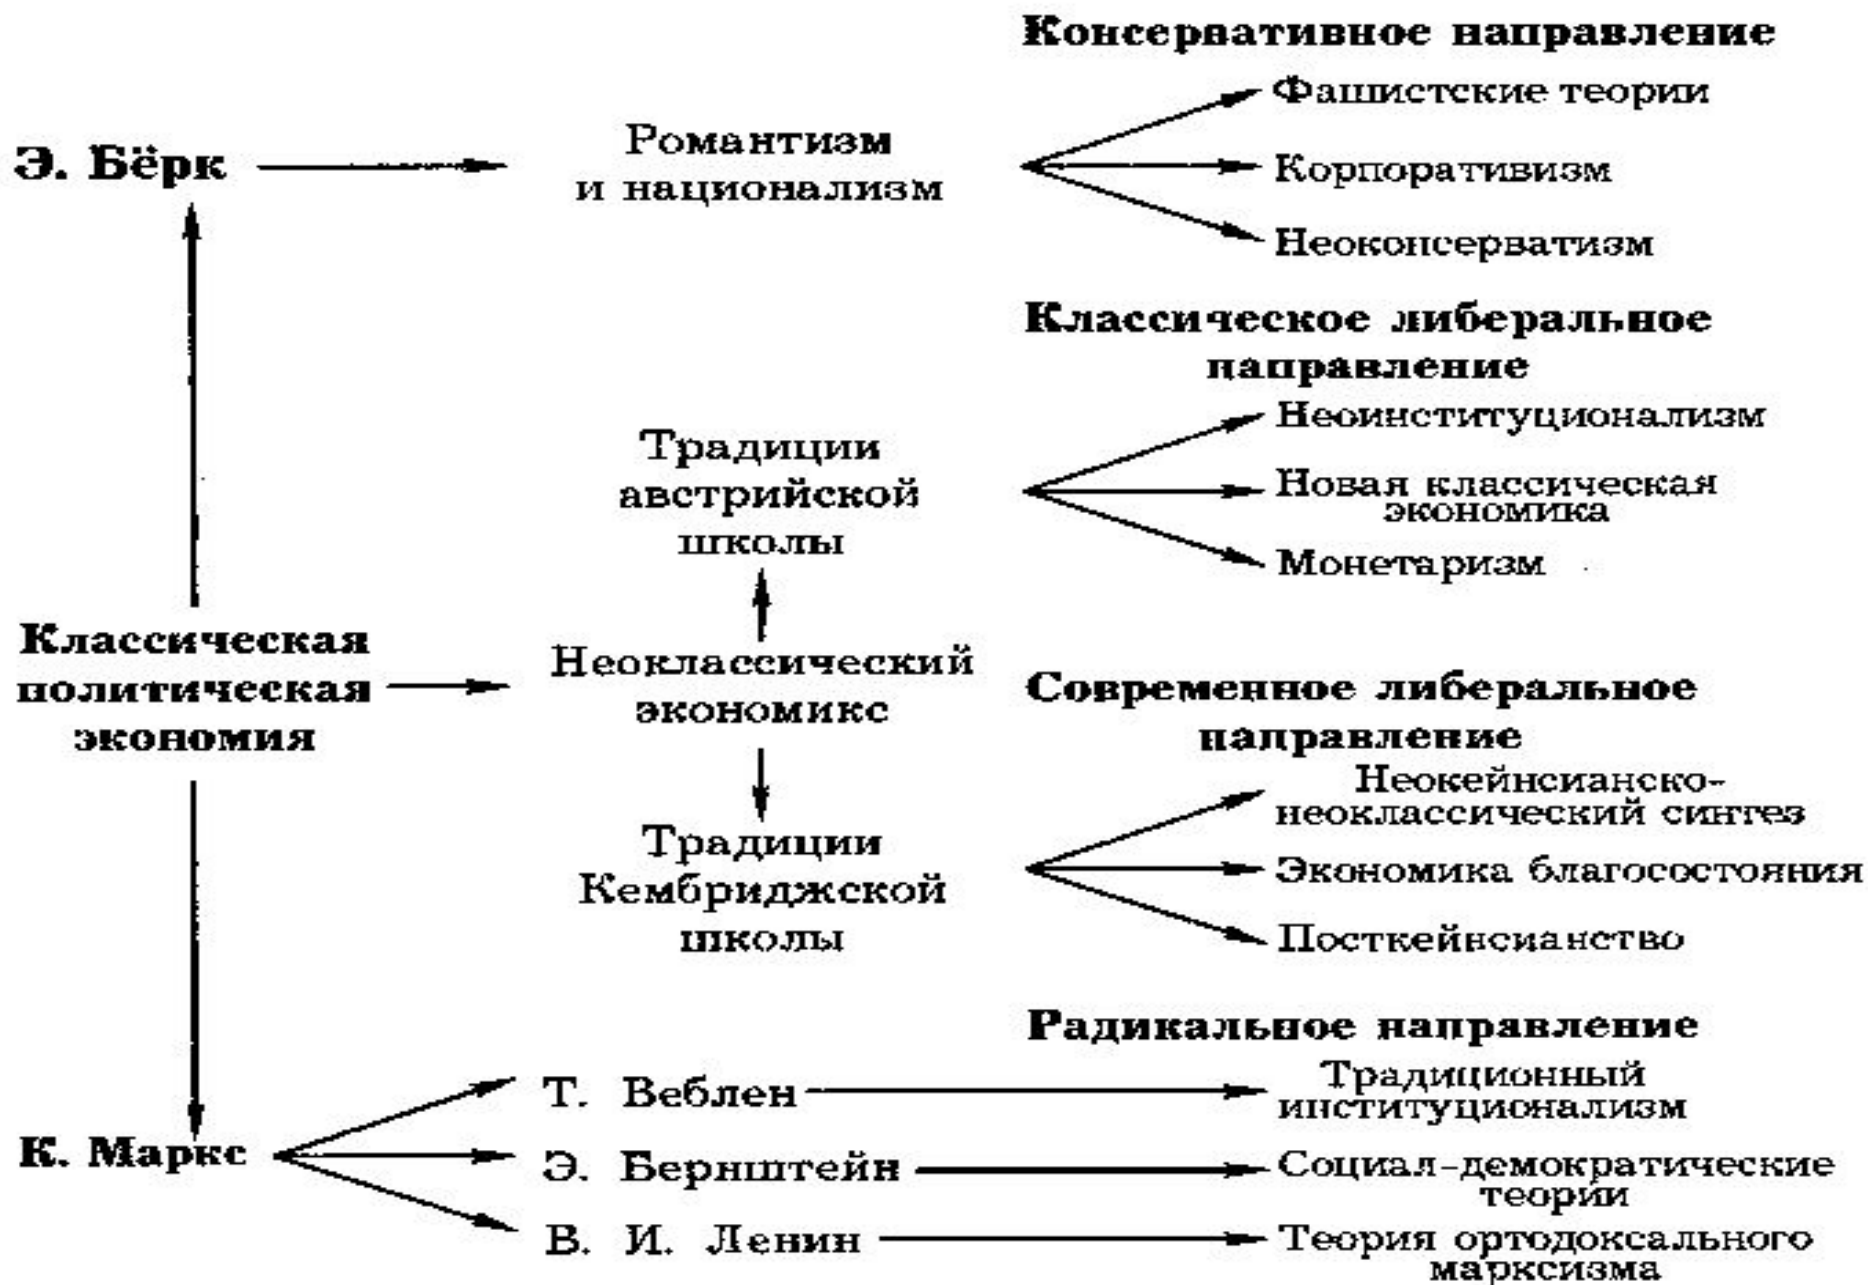 Консервативное направление
Фашистские теории
Э. Бёрк
Романтизм
и национализм
Корпоративизм
Неоконсерватизм
Классическое либеральное
направление
Неоинституционализм
Традиции
австрийской
школы
Новая классическая
экономика
Монетаризм
Классическая
политическая
экономия
Неоклассический
экономикс
Современное либеральное
направление
Неокейнсианско-
неоклассический синтез
Традиции
Кембриджской
школы
Экономика благосостояния
Посткейнсианство
Радикальное направление
К. Маркс
Т. Веблен
Традиционный
институционализм
Э. Бернштейн
Социал-демократические
теории
В. И. Ленин
Теория ортодоксального
марксизма